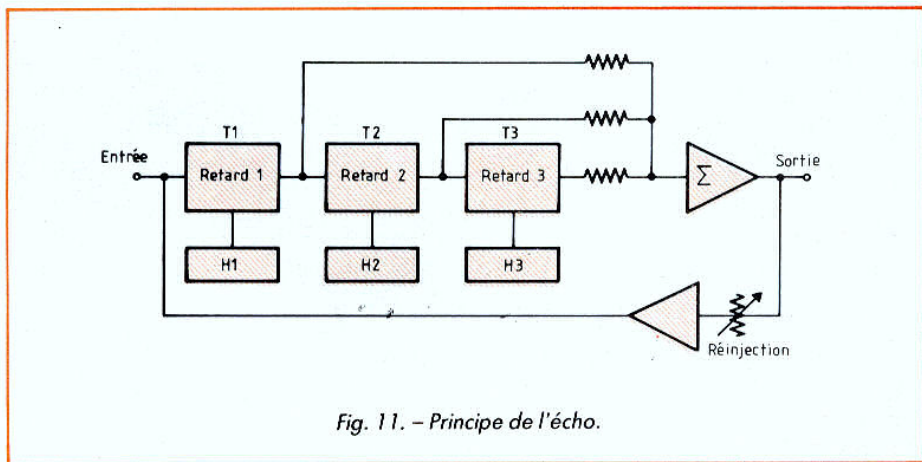 T1
T2
T3
Entrée
Retard 1
Retard 2
Retard 3
Σ
Sortie
H1
H2
H3
Réinjection
Fig. 11. – Principe de l'écho.